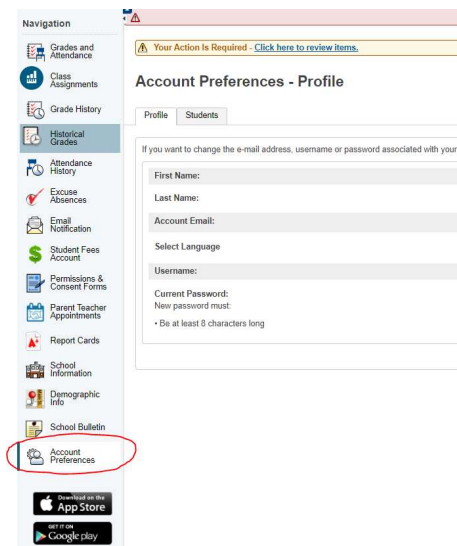 Navigation
Grades and
Attendance
Class
Assignments
Grade History
Historical
Grades
Attendance
History
Excuse
Absences
Email
Notification
Student Fees
Account
Permissions &
Consent Forms
Parent Teacher
Appointments
Report Cards
School
Information
Demographic
Info
School Bulletin
Account
Preferences
Download on the
App Store
GET IT ON
Google play
Your Action Is Required - Click here to review items.
Account Preferences - Profile
Profile Students
If you want to change the e-mail address, username or password associated with your
First Name:
Last Name:
Account Email:
Select Language
Username:
Current Password:
New password must:
• Be at least 8 characters long